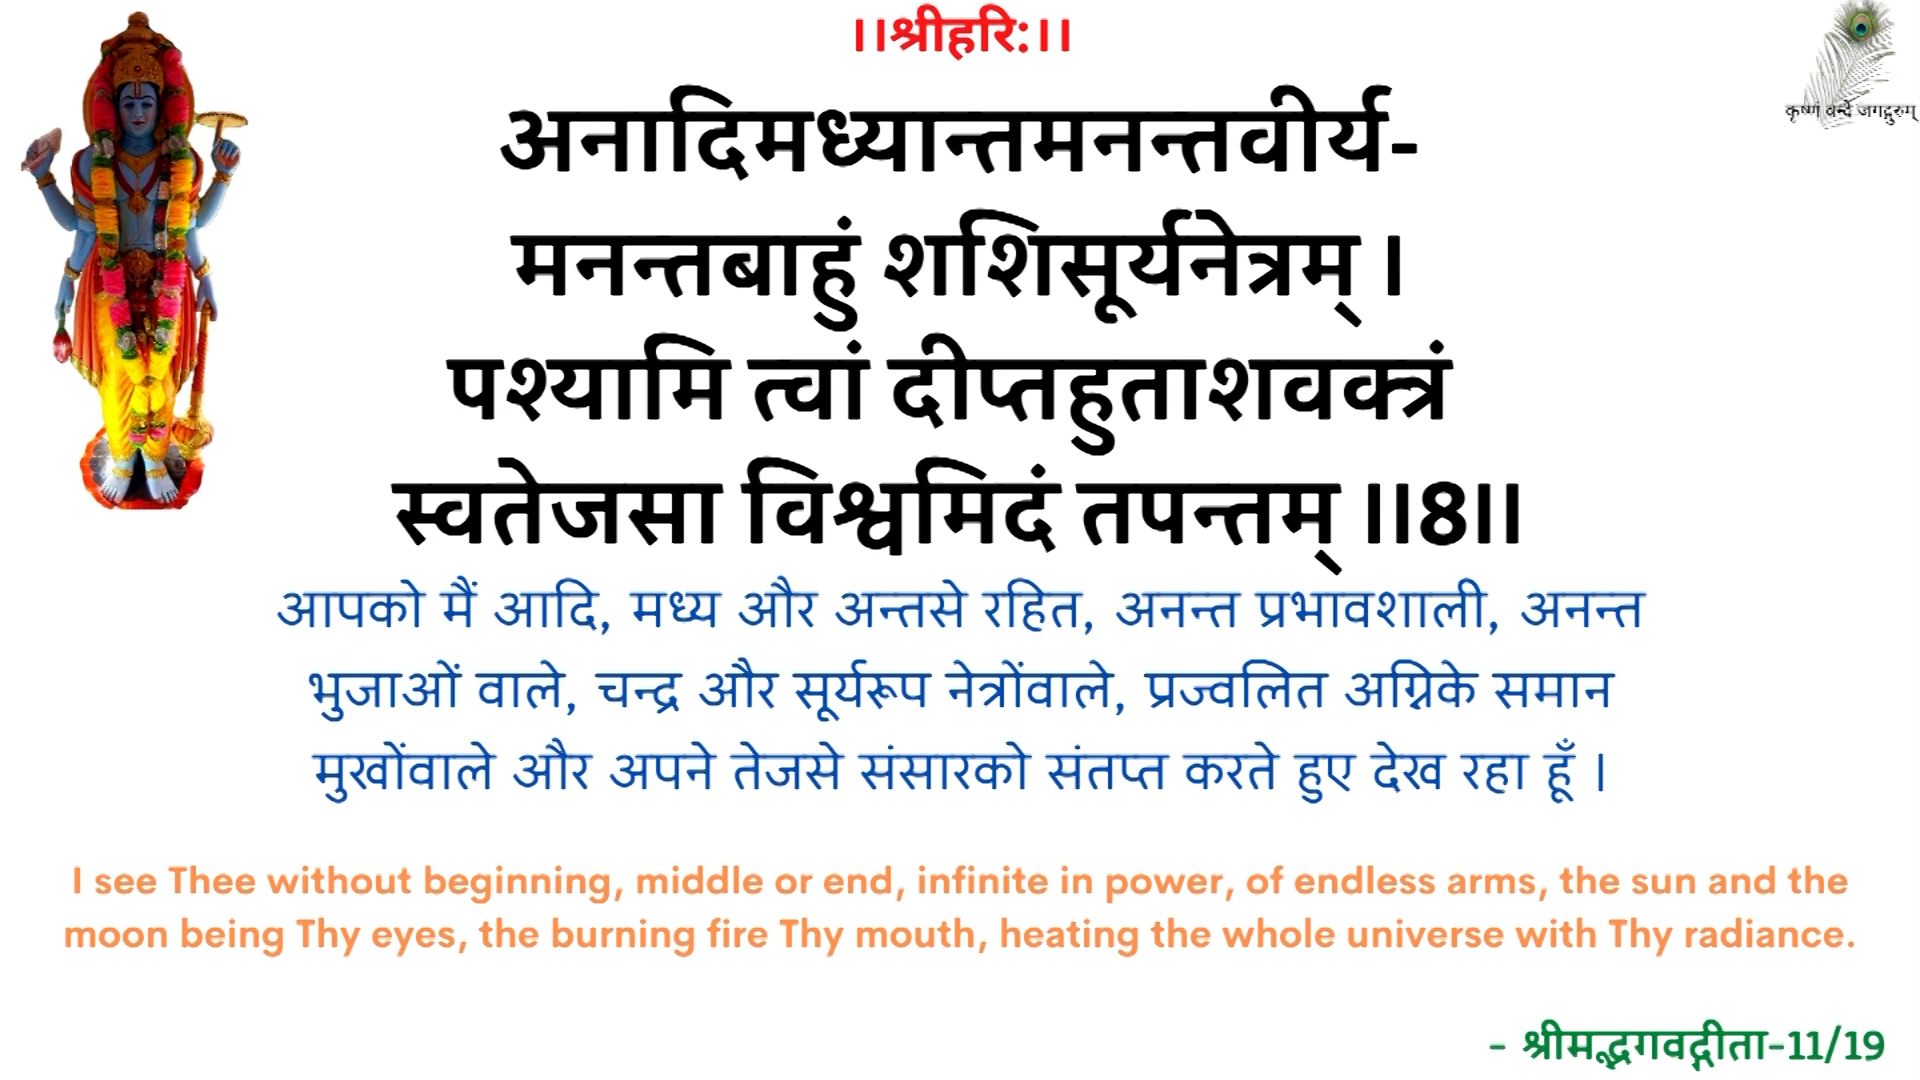 ।।श्रीहरि:।।
कृष्णं वन्दे जगद्गुरुम्
अनादिमध्यान्तमनन्तवीर्य-
मनन्तबाहुं शशिसूर्यनेत्रम् ।
पश्यामि त्वां दीप्तहुताशवक्त्रं
स्वतेजसा विश्वमिदं तपन्तम् ।।8।।
आपको मैं आदि, मध्य और अन्तसे रहित, अनन्त प्रभावशाली, अनन्त
भुजाओं वाले, चन्द्र और सूर्यरूप नेत्रोंवाले, प्रज्वलित अग्निके समान
मुखोंवाले और अपने तेजसे संसारको संतप्त करते हुए देख रहा हूँ ।
I see Thee without beginning, middle or end, infinite in power, of endless arms, the sun and the
moon being Thy eyes, the burning fire Thy mouth, heating the whole universe with Thy radiance.
- श्रीमद्भगवद्गीता-11/19